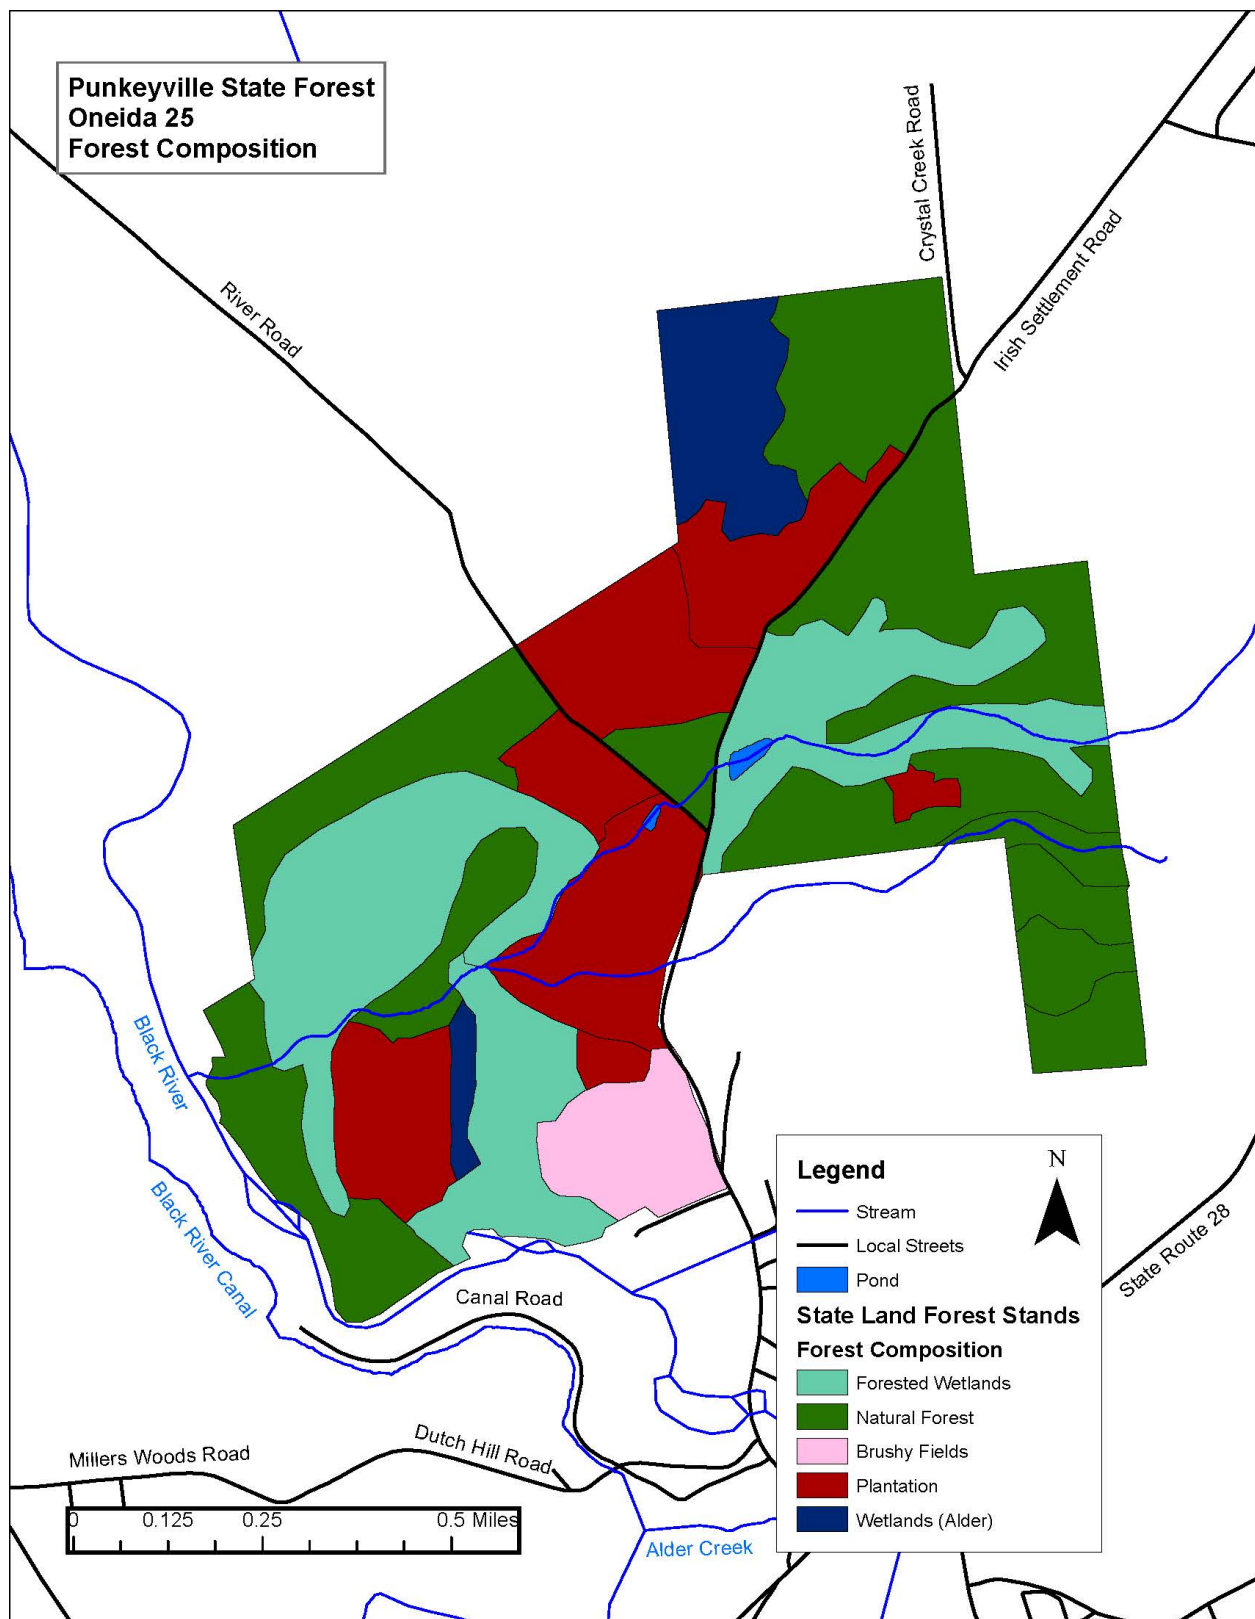 Punkeyville State Forest
Oneida 25
Forest Composition
Crystal Creek Road
Irish Settlement Road
River Road
Black River
Black River Canal
Canal Road
State Route 28
Millers Woods Road
Dutch Hill Road
Alder Creek
0 0.125 0.25 0.5 Miles
Legend
N
Stream
Local Streets
Pond
State Land Forest Stands
Forest Composition
Forested Wetlands
Natural Forest
Brushy Fields
Plantation
Wetlands (Alder)